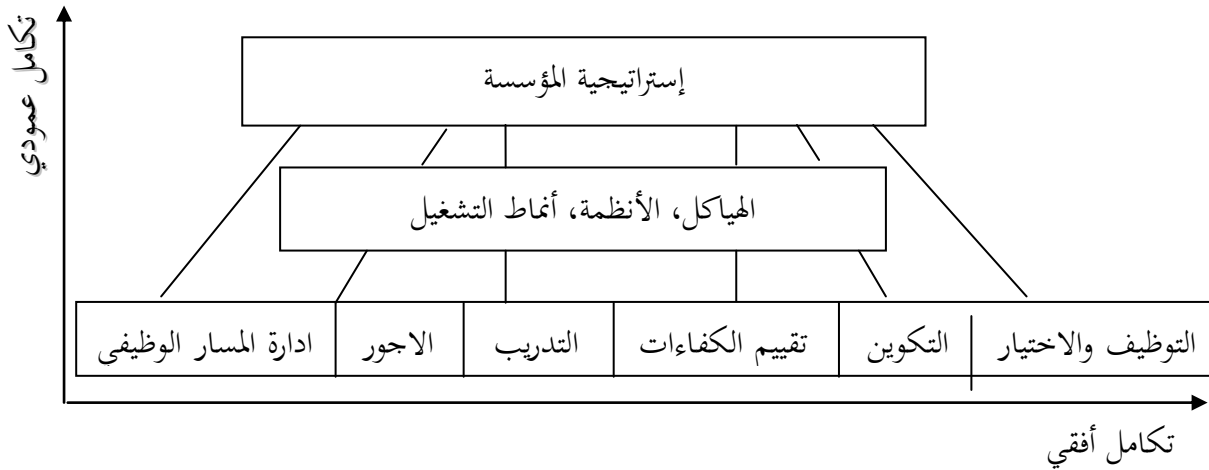 تكامل عمودي
إستراتيجية المؤسسة
الهياكل، الأنظمة، أنماط التشغيل
التوظيف والاختيار
التكوين
تقييم الكفاءات
التدريب
الاجور
ادارة المسار الوظيفي
تكامل أفقي